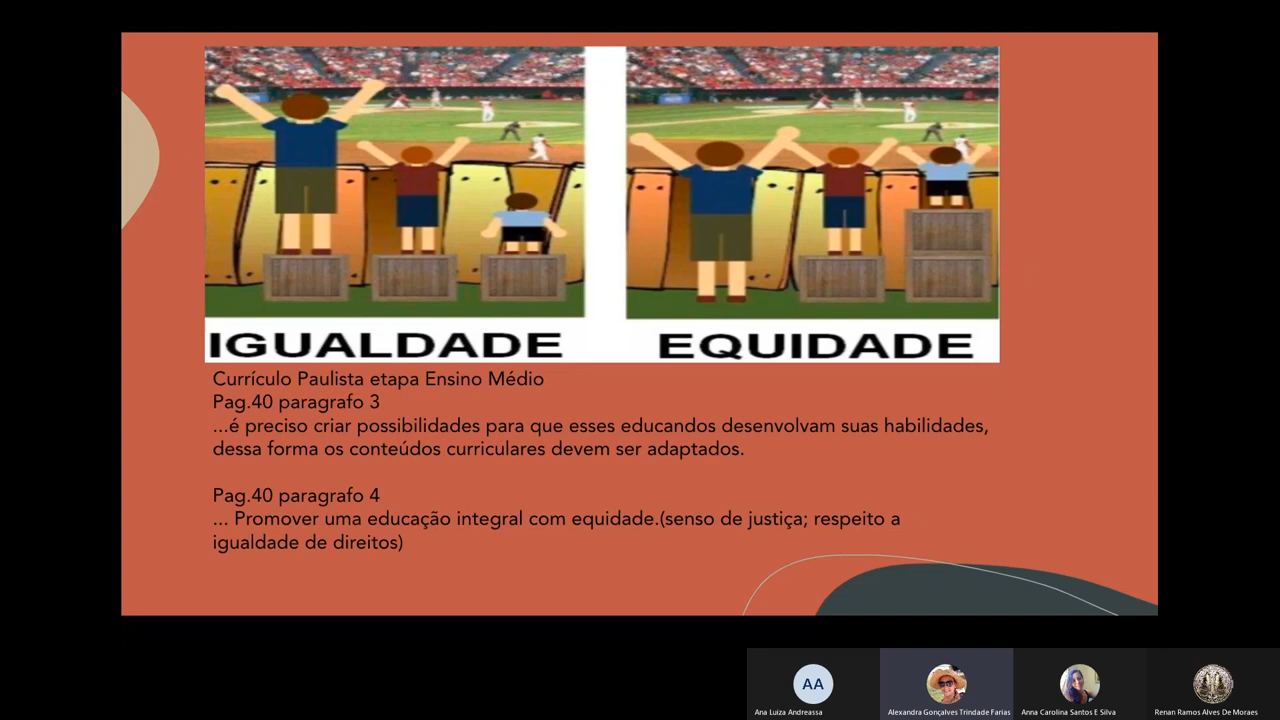 IGUALDADE
EQUIDADE
Currículo Paulista etapa Ensino Médio
Pag.40 paragrafo 3
...é preciso criar possibilidades para que esses educandos desenvolvam suas habilidades,
dessa forma os conteúdos curriculares devem ser adaptados.
Pag.40 paragrafo 4
... Promover uma educação integral com equidade.(senso de justiça; respeito a
igualdade de direitos)
AA
Ana Luiza Andreassa
Alexandra Gonçalves Trindade Farias
Anna Carolina Santos E Silva
Renan Ramos Alves De Moraes